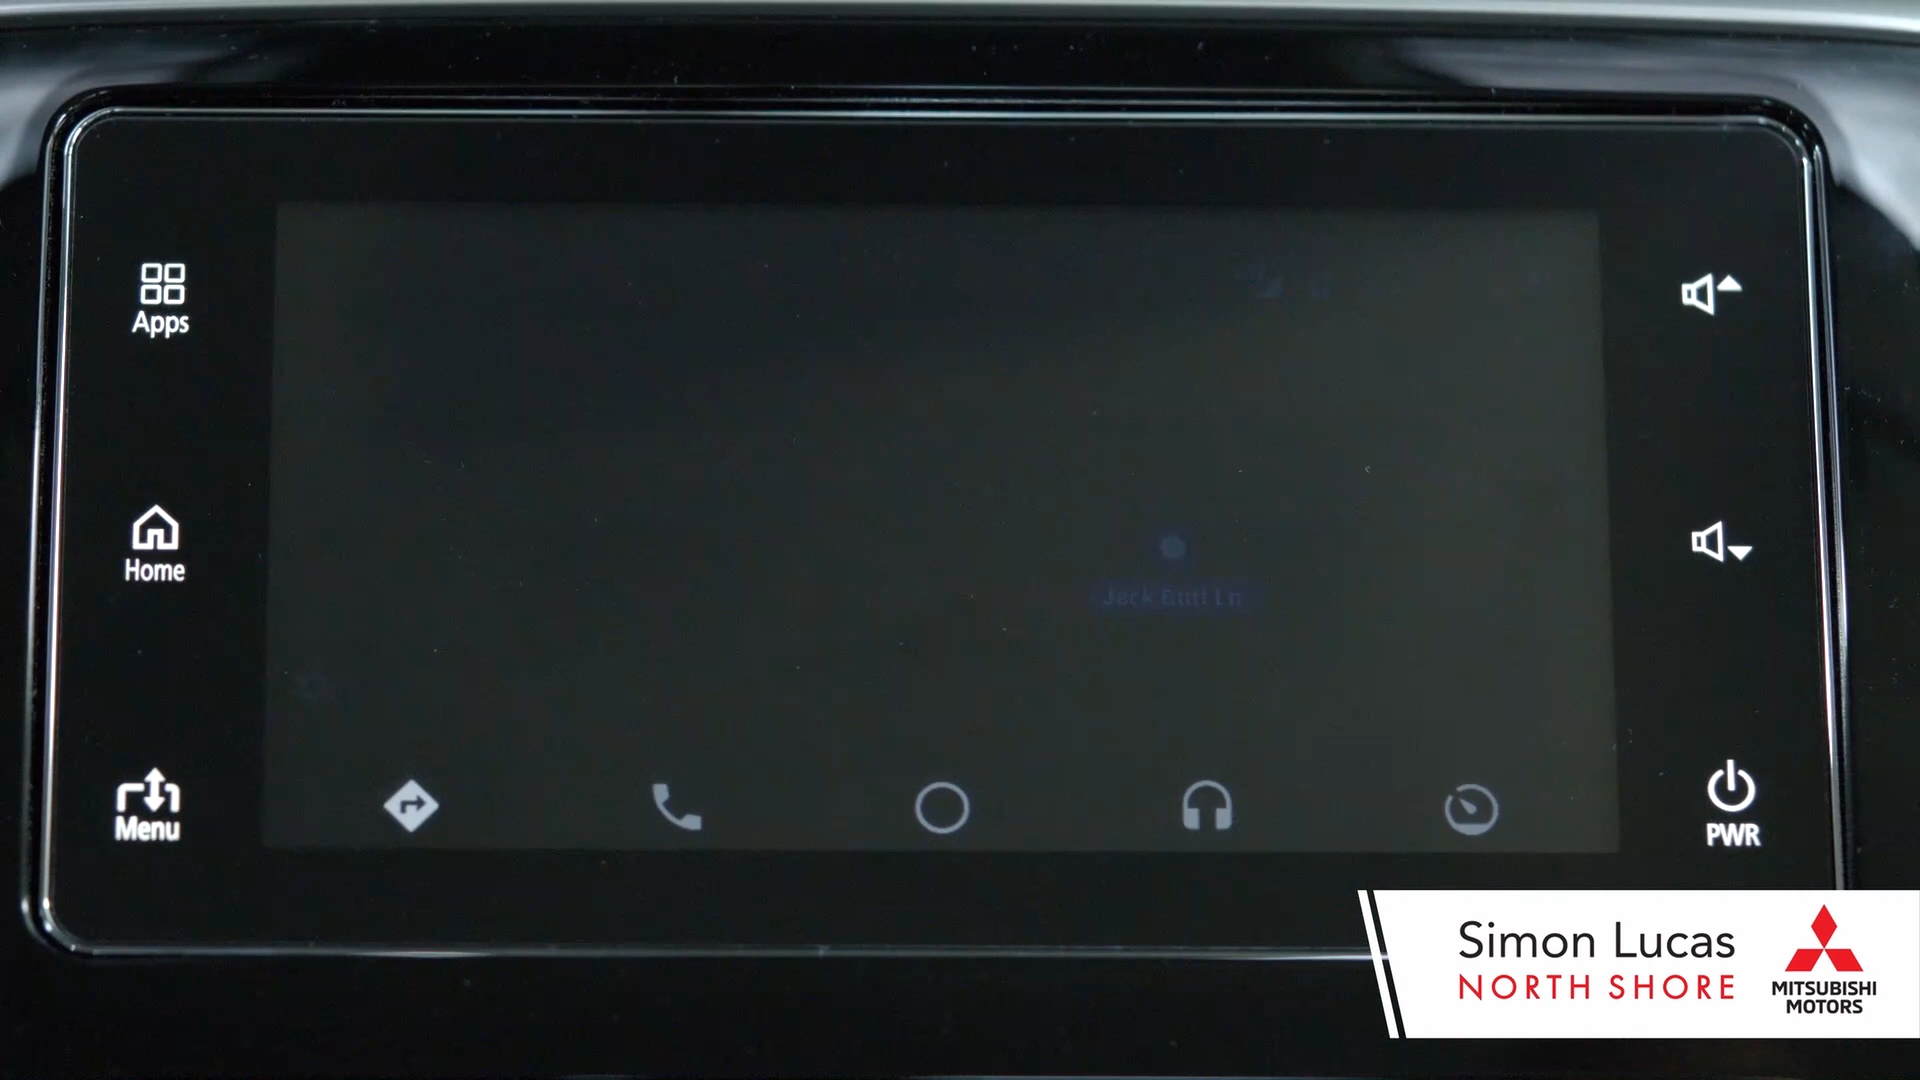 Apps
Home
Menu
PWR
Simon Lucas
NORTH SHORE
MITSUBISHI
MOTORS